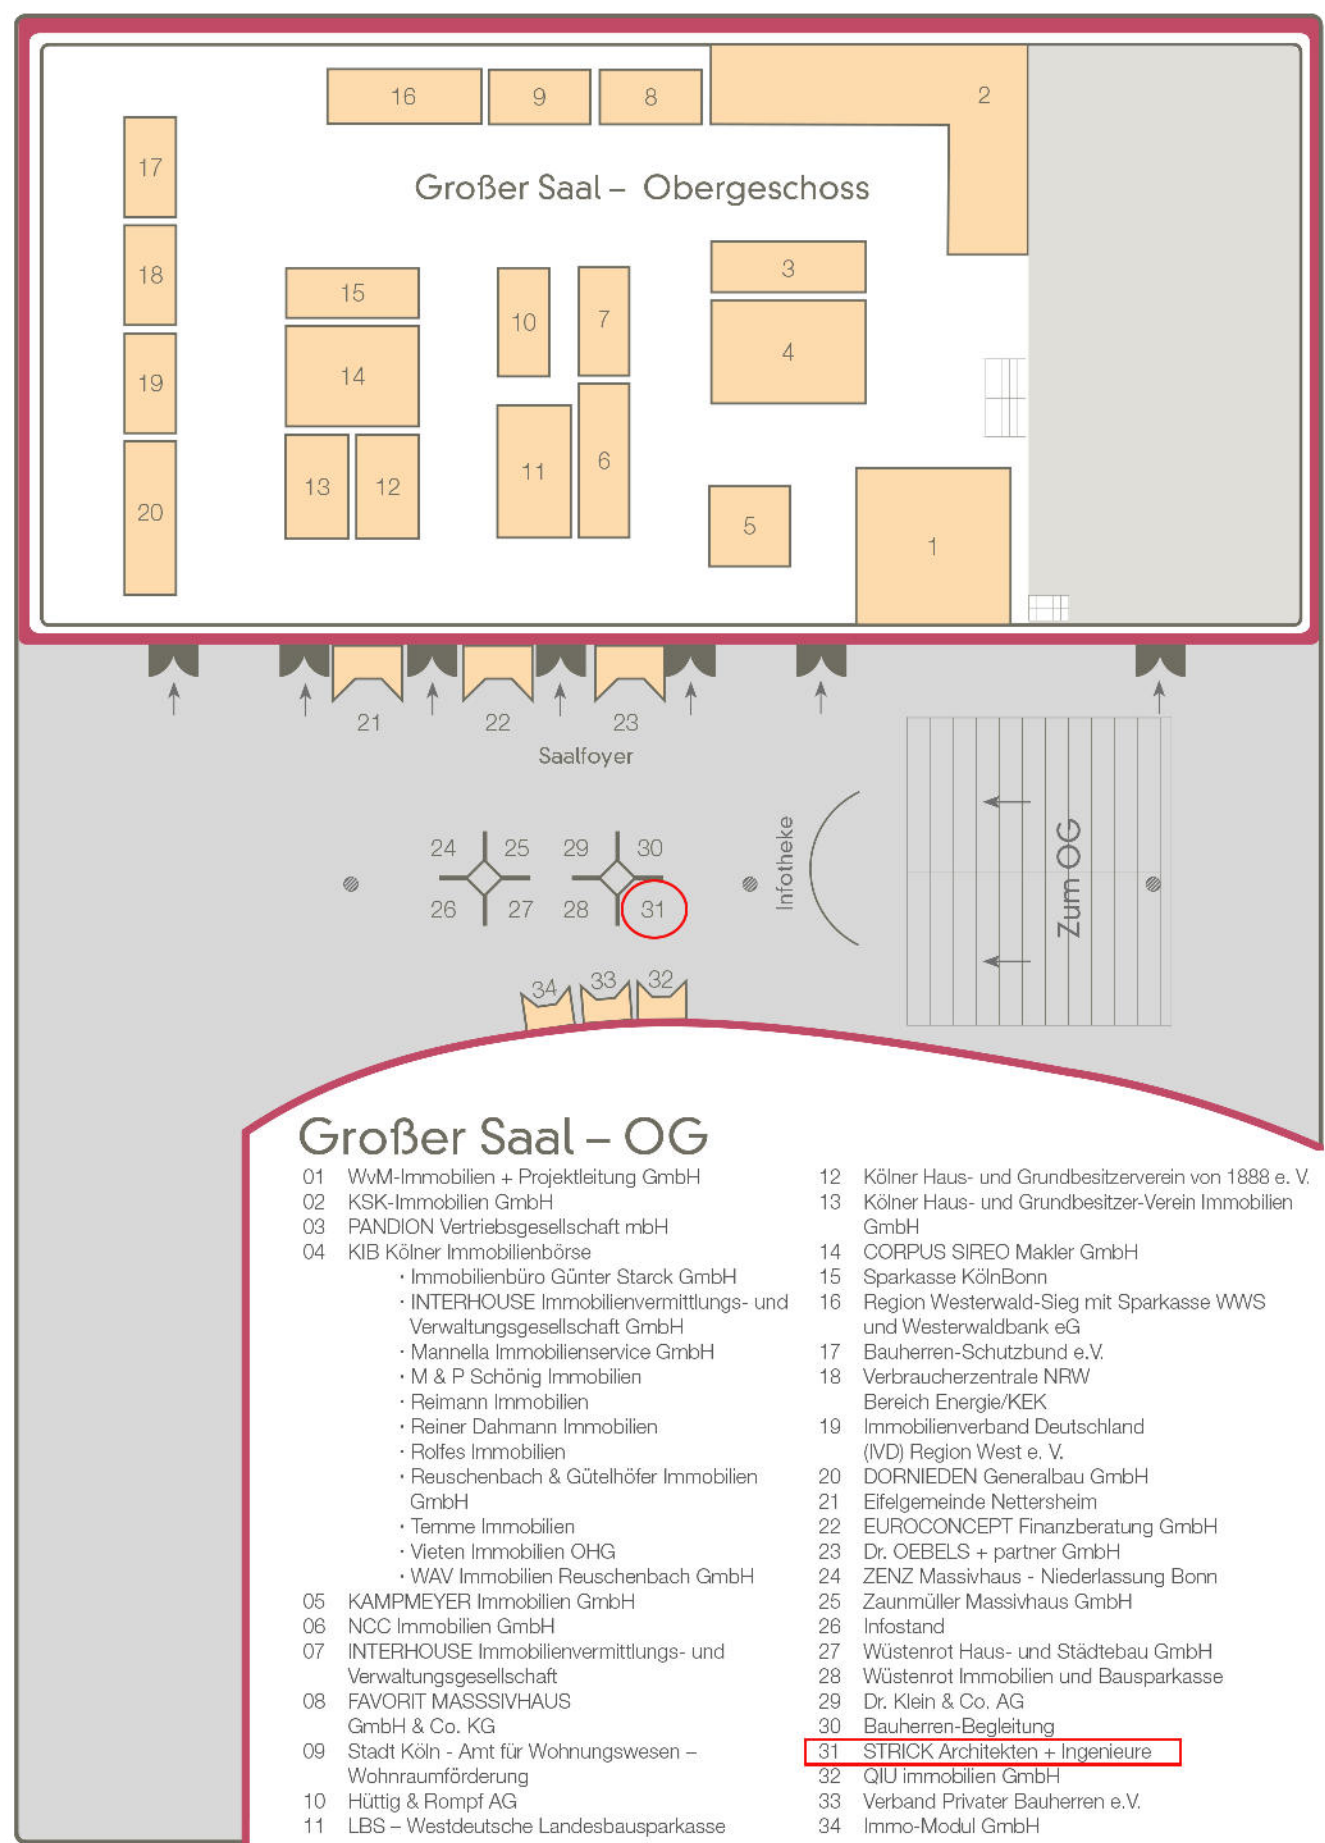 16 9 8 2
17
Großer Saal – Obergeschoss
18 15 10 7 3
19 14 4
20 13 12 11 6 5 1
21 22 23
Saalfoyer
24 25 29 30
26 27 28 31
Infotheke
Zum OG
34 33 32
Großer Saal – OG
01 WvM-Immobilien + Projektleitung GmbH
02 KSK-Immobilien GmbH
03 PANDION Vertriebsgesellschaft mbH
04 KIB Kölner Immobilienbörse
· Immobilienbüro Günter Starck GmbH
· INTERHOUSE Immobilienvermittlungs- und
Verwaltungsgesellschaft GmbH
· Mannella Immobilienservice GmbH
· M & P Schönig Immobilien
· Reimann Immobilien
· Reiner Dahmann Immobilien
· Rolfes Immobilien
· Reuschenbach & Gütelhöfer Immobilien
GmbH
· Temme Immobilien
· Vieten Immobilien OHG
· WAV Immobilien Reuschenbach GmbH
05 KAMPMEYER Immobilien GmbH
06 NCC Immobilien GmbH
07 INTERHOUSE Immobilienvermittlungs- und
Verwaltungsgesellschaft
08 FAVORIT MASSSIVHAUS
GmbH & Co. KG
09 Stadt Köln - Amt für Wohnungswesen –
Wohnraumförderung
10 Hüttig & Rompf AG
11 LBS – Westdeutsche Landesbausparkasse
12 Kölner Haus- und Grundbesitzerverein von 1888 e. V.
13 Kölner Haus- und Grundbesitzer-Verein Immobilien
GmbH
14 CORPUS SIREO Makler GmbH
15 Sparkasse KölnBonn
16 Region Westerwald-Sieg mit Sparkasse WWS
und Westerwaldbank eG
17 Bauherren-Schutzbund e.V.
18 Verbraucherzentrale NRW
Bereich Energie/KEK
19 Immobilienverband Deutschland
(IVD) Region West e. V.
20 DORNIEDEN Generalbau GmbH
21 Eifelgemeinde Nettersheim
22 EUROCONCEPT Finanzberatung GmbH
23 Dr. OEBELS + partner GmbH
24 ZENZ Massivhaus - Niederlassung Bonn
25 Zaunmüller Massivhaus GmbH
26 Infostand
27 Wüstenrot Haus- und Städtebau GmbH
28 Wüstenrot Immobilien und Bausparkasse
29 Dr. Klein & Co. AG
30 Bauherren-Begleitung
31 STRICK Architekten + Ingenieure
32 QIU immobilien GmbH
33 Verband Privater Bauherren e.V.
34 Immo-Modul GmbH